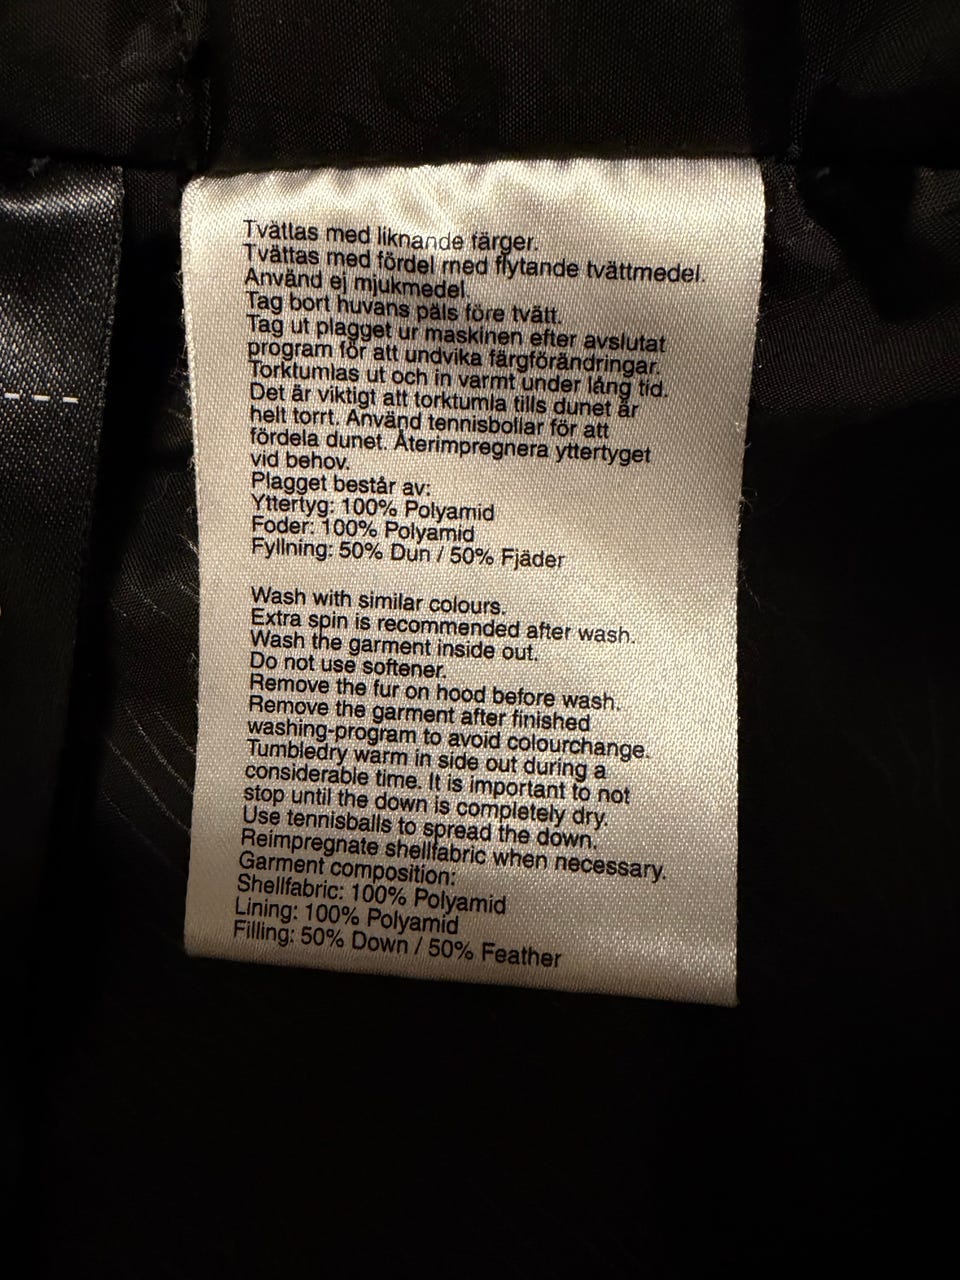 Tvättas med liknande färger.
Tvättas med fördel med flytande tvättmedel.
Använd ej mjukmedel.
Tag bort huvans päls före tvätt.
Tag ut plagget ur maskinen efter avslutat
program för att undvika färgförändringar.
Torktumlas ut och in varmt under lång tid.
Det är viktigt att torktumla tills dunet är
helt torrt. Använd tennisbollar för att
fördela dunet. Återimpregnera yttertyget
vid behov.
Plagget består av:
Yttertyg: 100% Polyamid
Foder: 100% Polyamid
Fyllning: 50% Dun / 50% Fjäder
Wash with similar colours.
Extra spin is recommended after wash.
Wash the garment inside out.
Do not use softener.
Remove the fur on hood before wash.
Remove the garment after finished
washing-program to avoid colourchange.
Tumbledry warm in side out during a
considerable time. It is important to not
stop until the down is completely dry.
Use tennisballs to spread the down.
Reimpregnate shellfabric when necessary.
Garment composition:
Shellfabric: 100% Polyamid
Lining: 100% Polyamid
Filling: 50% Down / 50% Feather